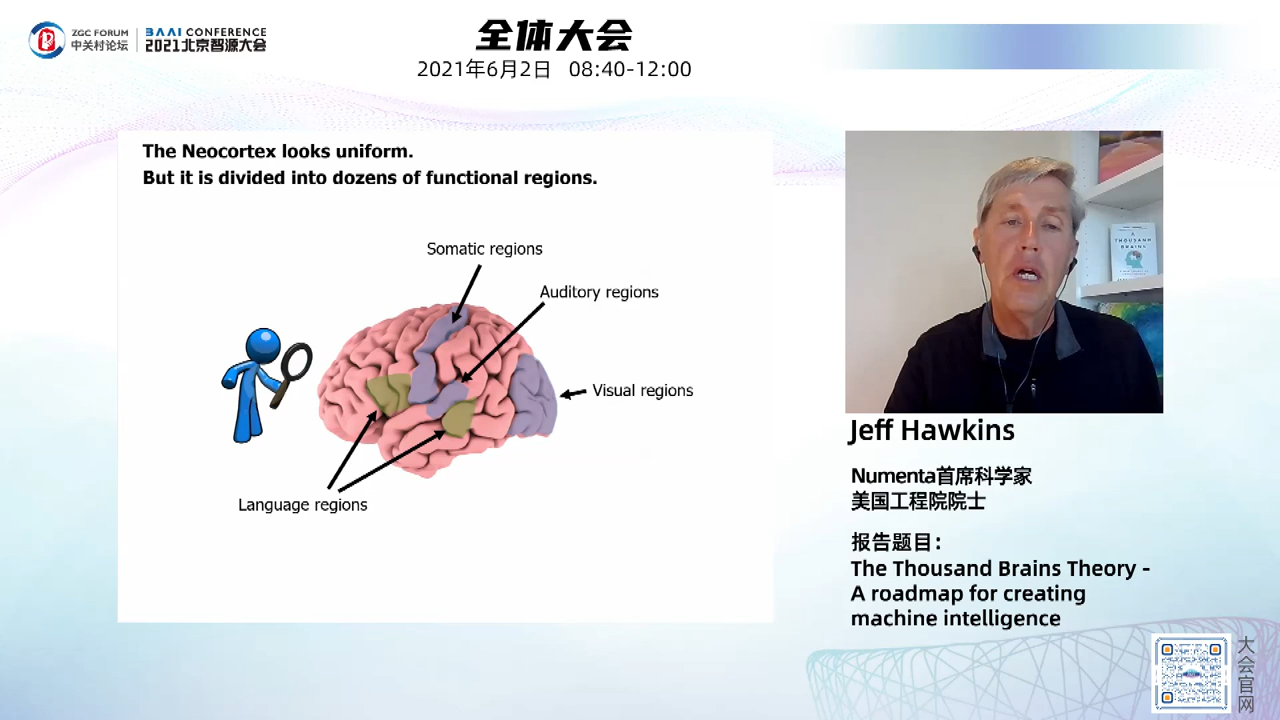 ZGC FORUM
中关村论坛
BAAI CONFERENCE
2021北京智源大会
全体大会
2021年6月2日 08:40-12:00
The Neocortex looks uniform.
But it is divided into dozens of functional regions.
Somatic regions
Auditory regions
Visual regions
Language regions
A
THOUSAND
BRAINS
Jeff Hawkins
Numenta首席科学家
美国工程院院士
报告题目：
The Thousand Brains Theory -
A roadmap for creating
machine intelligence
大会官网